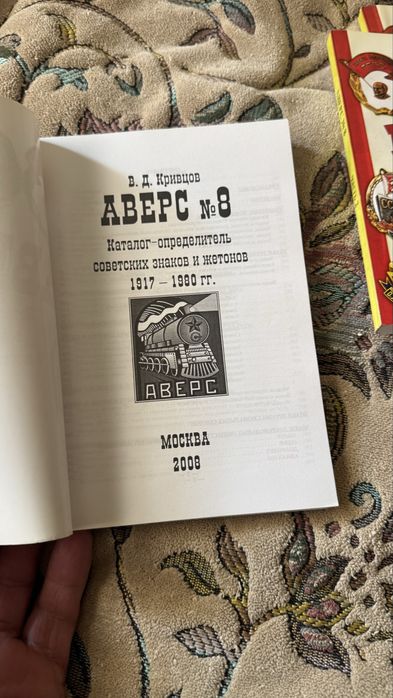 В. Д. Кривцов
АВЕРС №8
Каталог-определитель
советских знаков и жетонов
1917 – 1980 гг.
АВЕРС
МОСКВА
2008